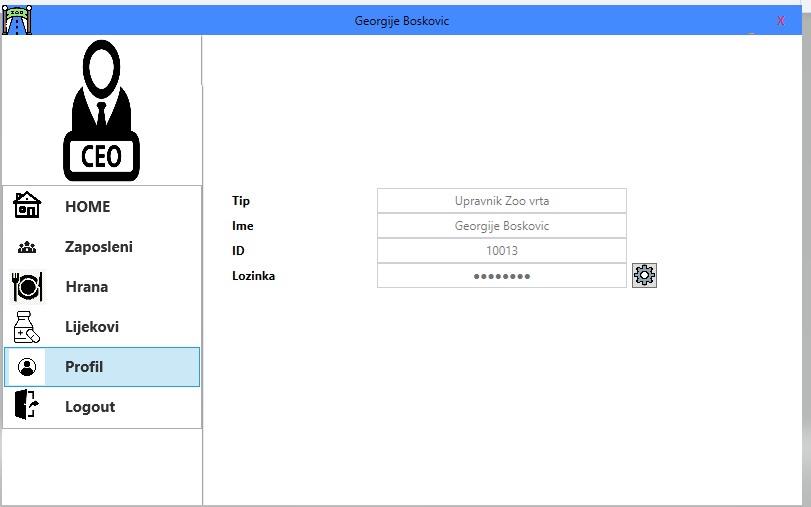 ZOO
Georgije Boskovic
X
CEO
HOME
Zaposleni
Hrana
Lijekovi
Profil
Logout
Tip Upravnik Zoo vrta
Ime Georgije Boskovic
ID 10013
Lozinka ●●●●●●●●